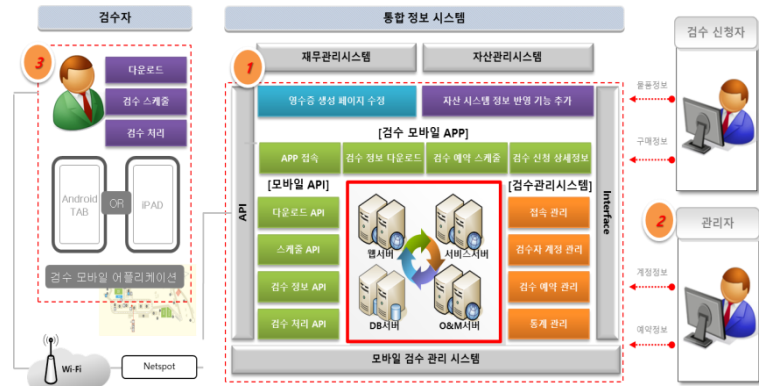 검수자
통합 정보 시스템
검수 신청자
3
1
다운로드
검수 스케줄
검수 처리
재무관리시스템
자산관리시스템
영수증 생성 페이지 수정
자산 시스템 정보 반영 기능 추가
물품정보
구매정보
[검수 모바일 APP]
APP 접속
검수 정보 다운로드
검수 예약 스케줄
검수 신청 상세정보
Android
TAB
OR
IPAD
검수 모바일 어플리케이션
API
[모바일 API]
[검수관리시스템]
다운로드 API
스케줄 API
검수 정보 API
검수 처리 API
웹서버
서비스서버
DB서버
O&M서버
접속 관리
검수자 계정 관리
검수 예약 관리
통계 관리
Interface
2
관리자
계정정보
예약정보
모바일 검수 관리 시스템
Wi-Fi
Netspot